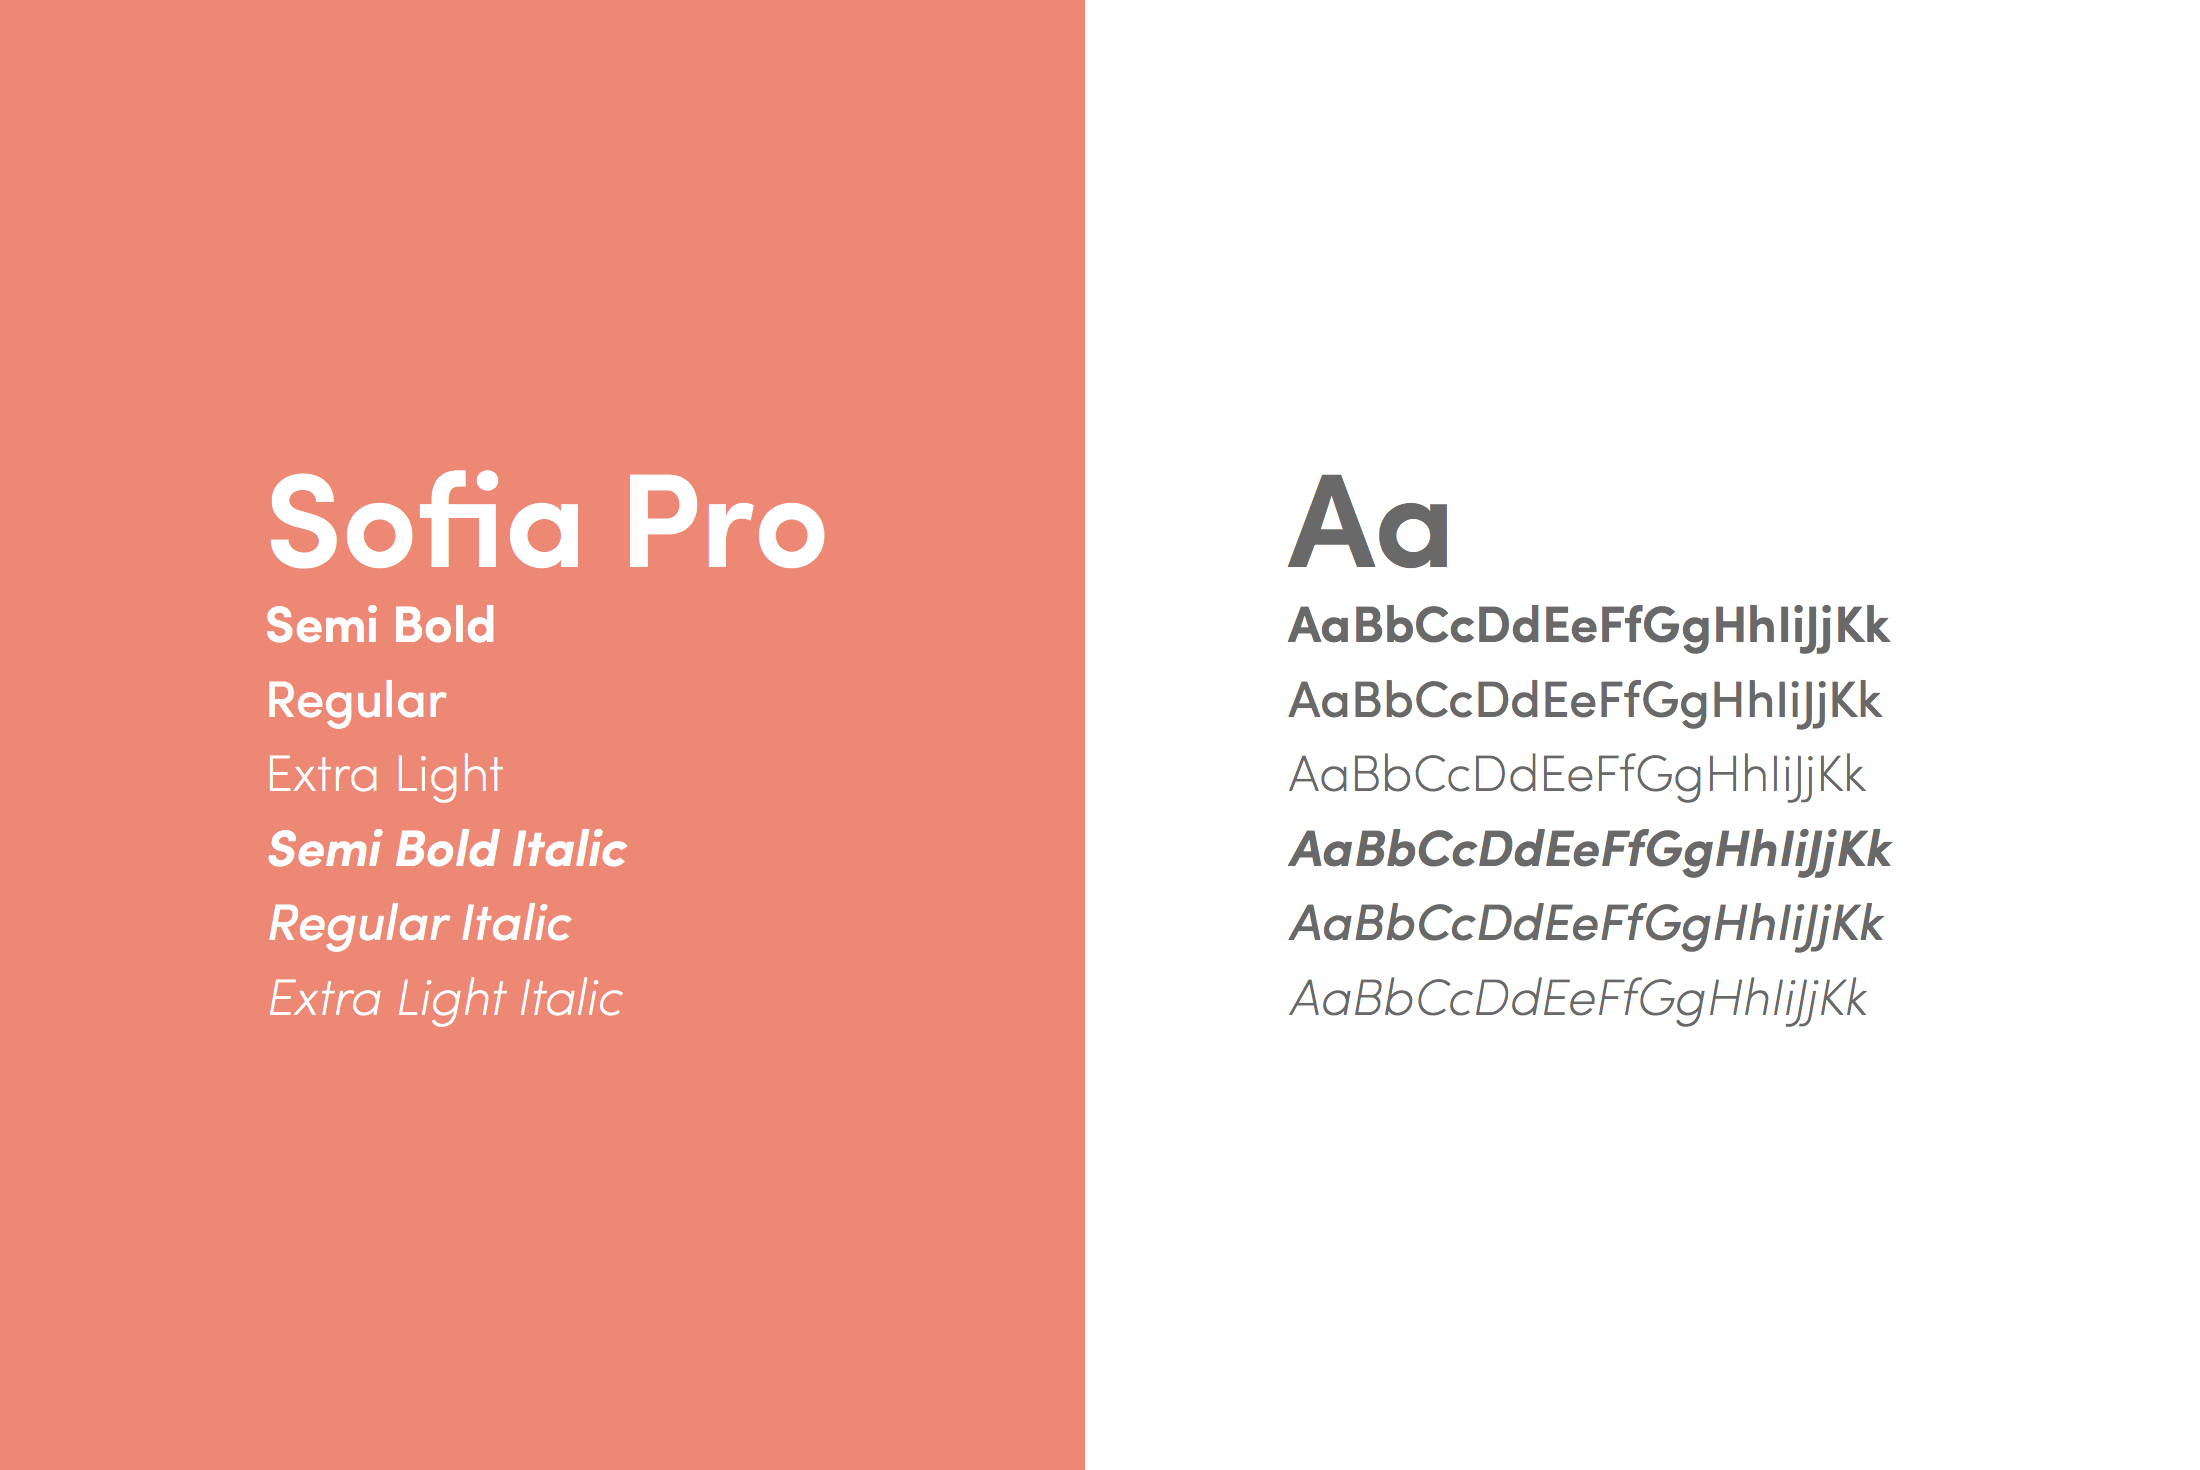 Sofia Pro
Semi Bold
Regular
Extra Light
Semi Bold Italic
Regular Italic
Extra Light Italic
Aa
AaBbCcDdEeFfGgHhIiJjKk
AaBbCcDdEeFfGgHhIiJjKk
AaBbCcDdEeFfGgHhIiJjKk
AaBbCcDdEeFfGgHhIiJjKk
AaBbCcDdEeFfGgHhIiJjKk
AaBbCcDdEeFfGgHhIiJjKk